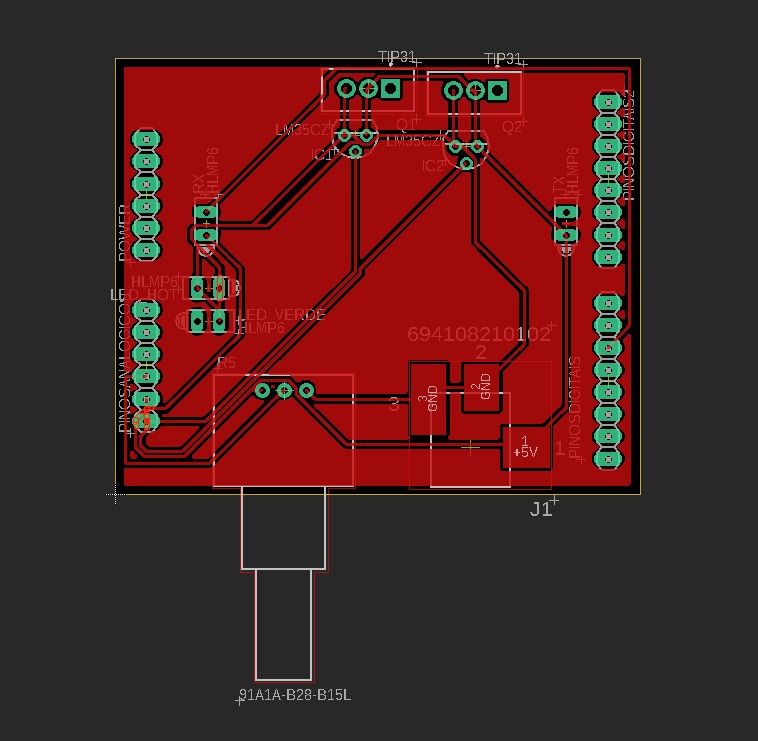 TIP31
TIP31
Q1
Q2
LM35CZ
LM35CZ
IC1
IC2
PINOSDIGITAIS2
RX
HLMP6
TX
HLMP6
POWER
HLMP6
LED_HOT
LED_VERDE
HLMP6
PINOSANALOGICOS
694108210102
2
R5
3
3
GND
2
GND
1
+5V
1
PINOSDIGITAIS
J1
91A1A-B28-B15L